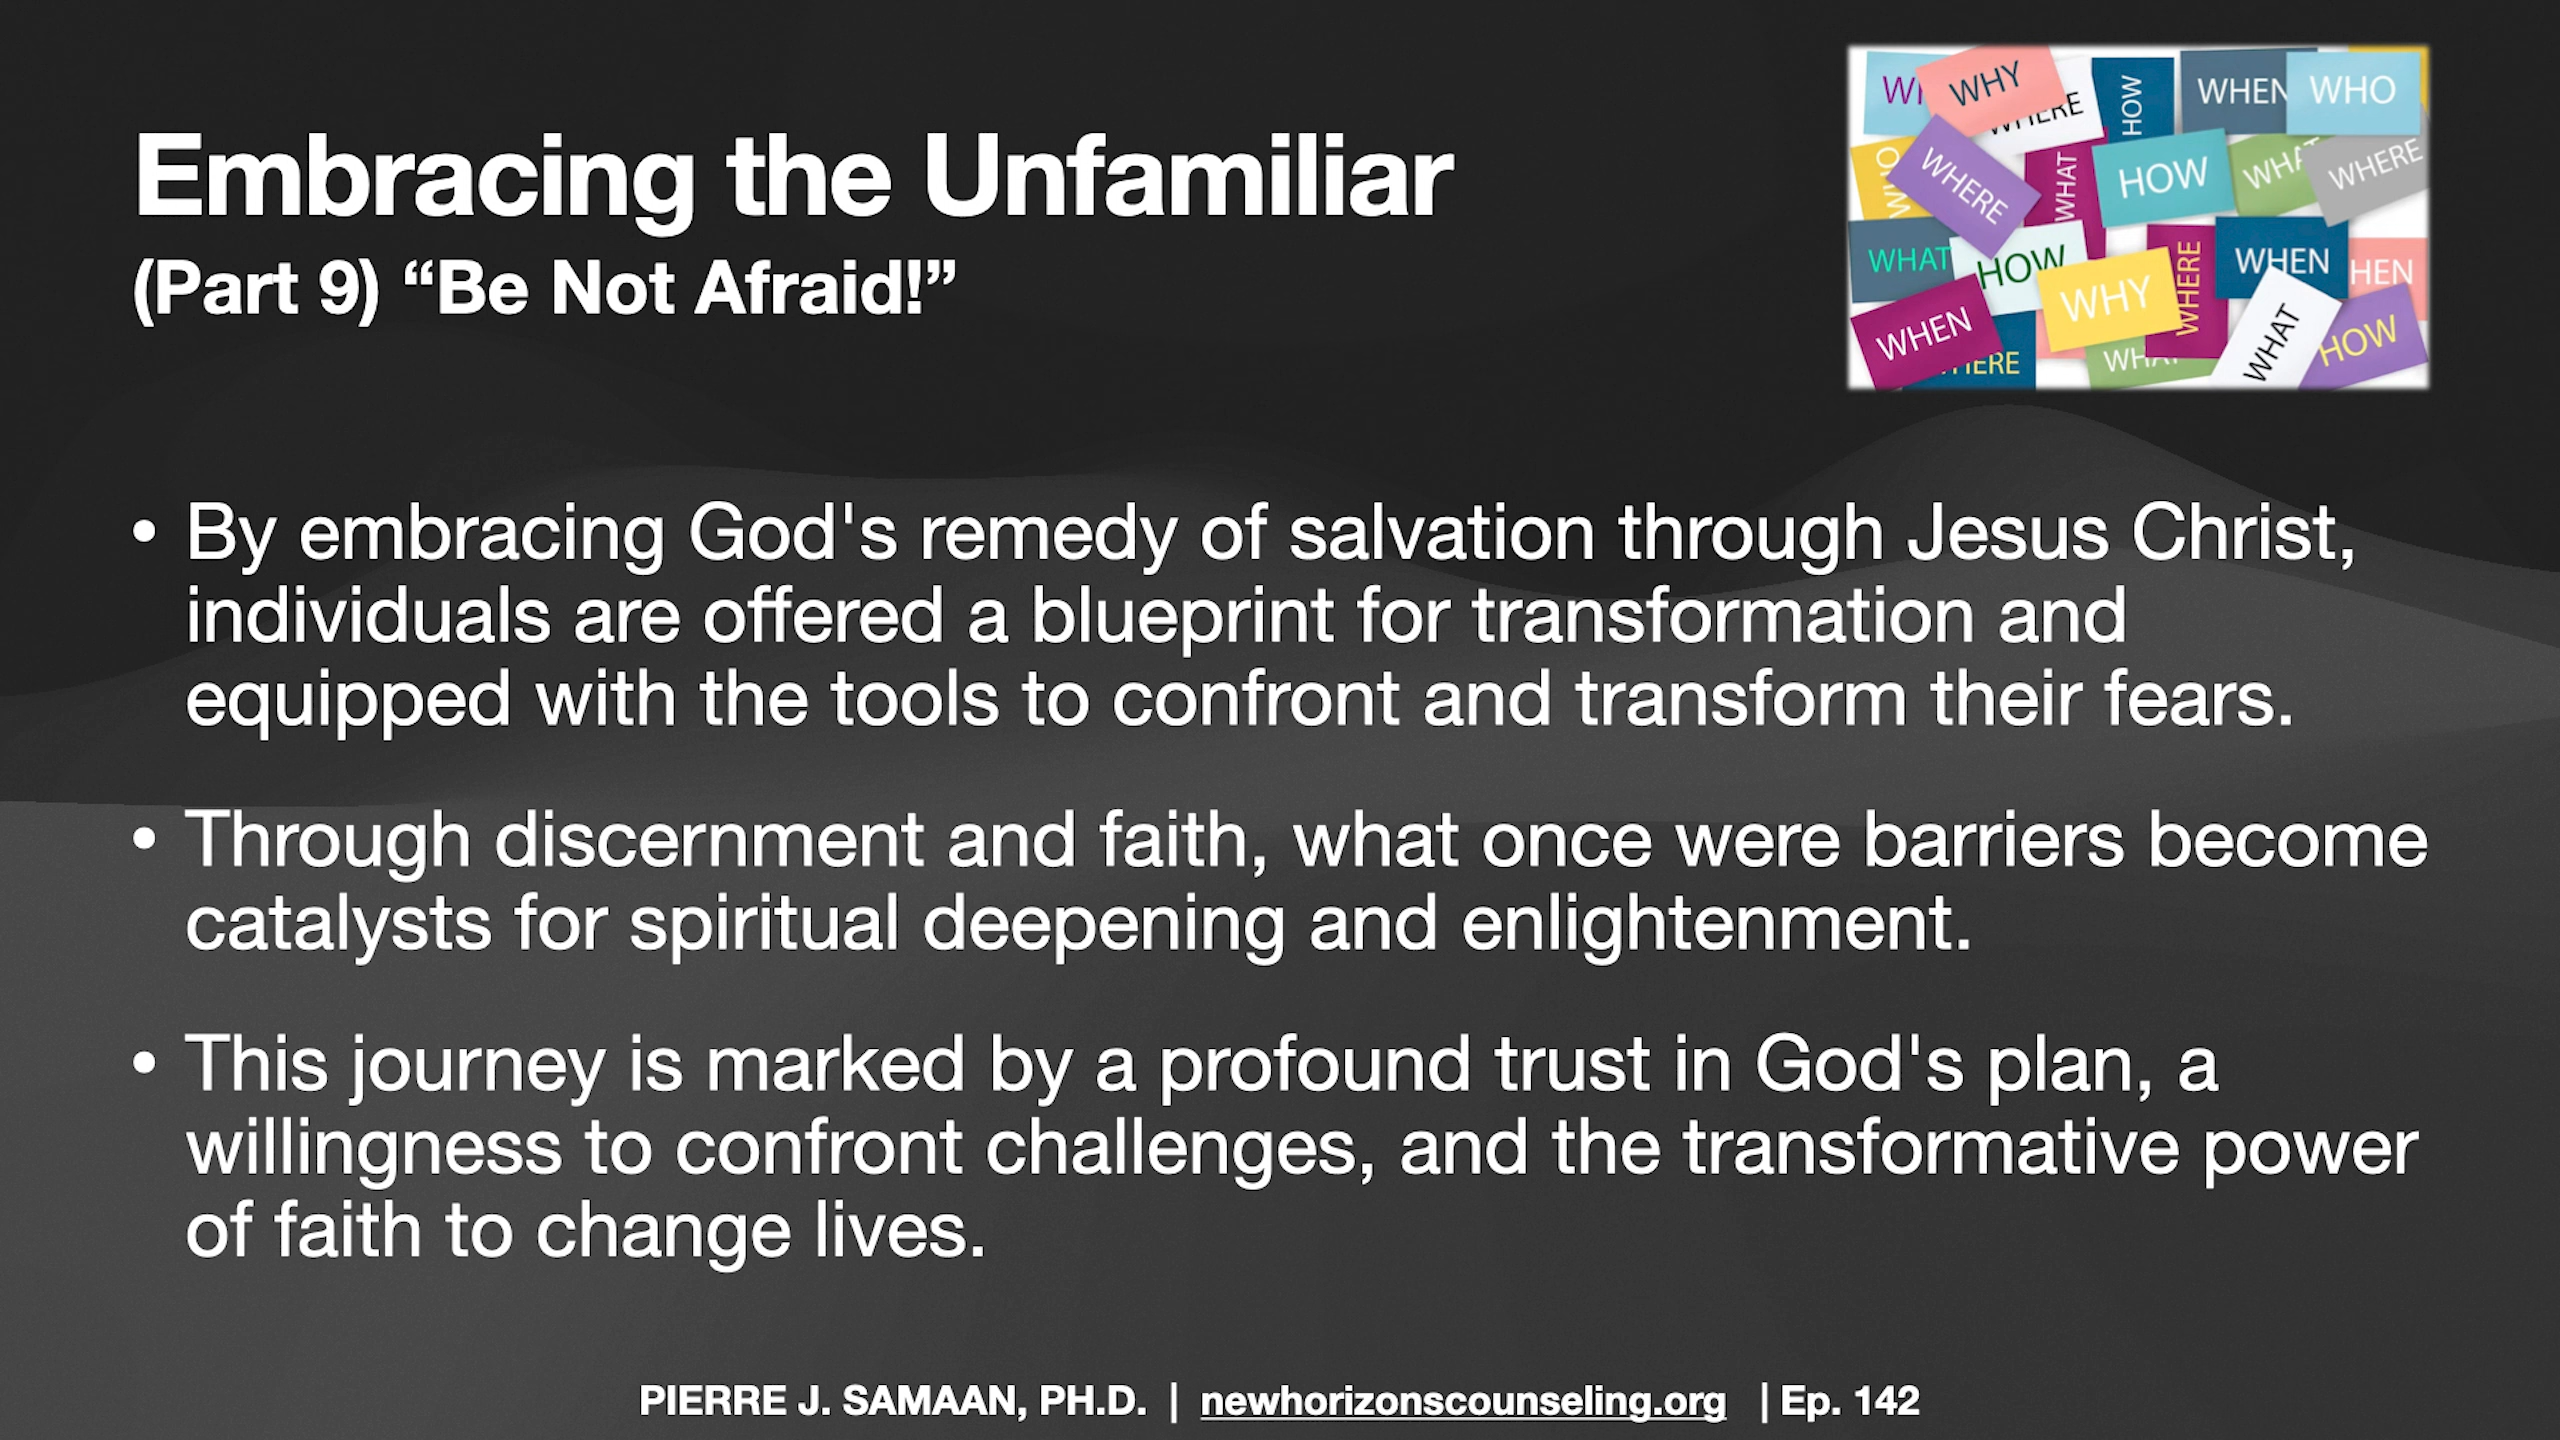 Embracing the Unfamiliar
(Part 9) “Be Not Afraid!”
WHY
WHERE
HOW
WHEN
WHO
WHO
WHERE
WHAT
HOW
WHAT
WHERE
WHAT
HOW
WHY
WHERE
WHEN
HEN
WHEN
HERE
WHAT
WHAT
HOW
• By embracing God's remedy of salvation through Jesus Christ,
individuals are offered a blueprint for transformation and
equipped with the tools to confront and transform their fears.
• Through discernment and faith, what once were barriers become
catalysts for spiritual deepening and enlightenment.
• This journey is marked by a profound trust in God's plan, a
willingness to confront challenges, and the transformative power
of faith to change lives.
PIERRE J. SAMAAN, PH.D. | newhorizonscounseling.org | Ep. 142